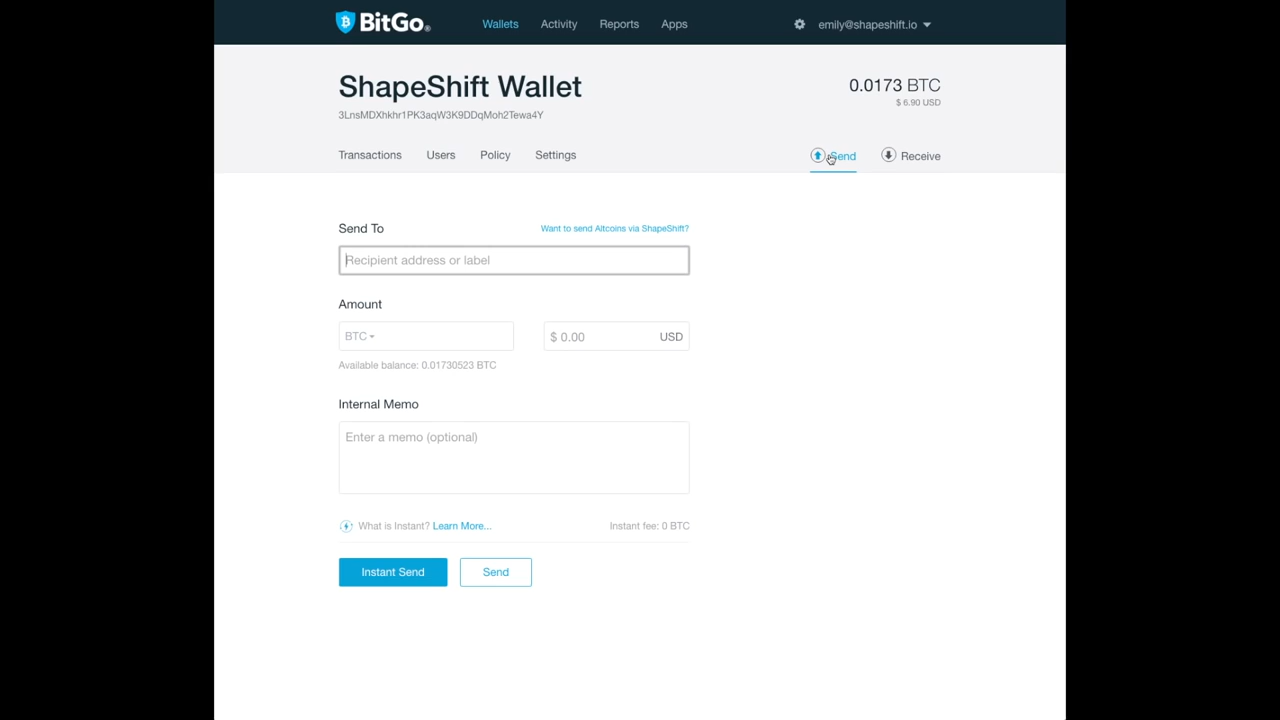 BitGo®
Wallets Activity Reports Apps
emily@shapeshift.io
ShapeShift Wallet
0.0173 BTC
$ 6.90 USD
3LnsMDXhkhr1PK3aqW3K9DDqMoh2Tewa4Y
Transactions Users Policy Settings
Send Receive
Send To
Want to send Altcoins via ShapeShift?
Recipient address or label
Amount
BTC
$ 0.00 USD
Available balance: 0.01730523 BTC
Internal Memo
Enter a memo (optional)
What is Instant? Learn More...
Instant fee: 0 BTC
Instant Send Send